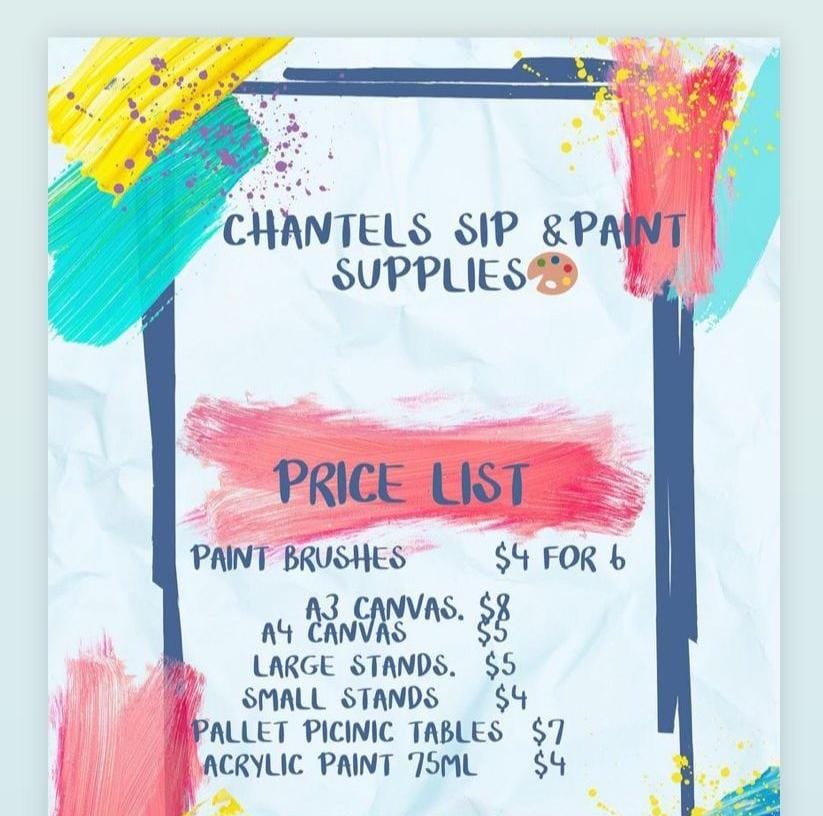 CHANTELS SIP &PAINT
SUPPLIES🎨
PRICE LIST
PAINT BRUSHES $4 FOR 6
A3 CANVAS. $8
A4 CANVAS $5
LARGE STANDS. $5
SMALL STANDS $4
PALLET PICINIC TABLES $7
ACRYLIC PAINT 75ML $4